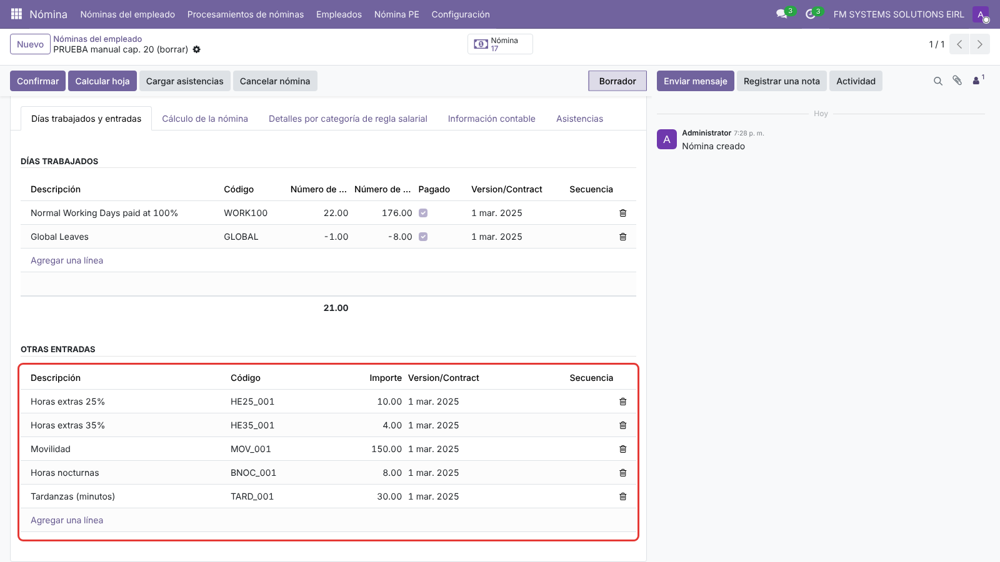 Nómina Nóminas del empleado Procesamientos de nóminas Empleados Nómina PE Configuración 3 3 FM SYSTEMS SOLUTIONS EIRL A
Nuevo Nóminas del empleado
PRUEBA manual cap. 20 (borrar)
Nómina
17
1 / 1
Confirmar Calcular hoja Cargar asistencias Cancelar nómina Borrador Enviar mensaje Registrar una nota Actividad 1
Días trabajados y entradas Cálculo de la nómina Detalles por categoría de regla salarial Información contable Asistencias
Hoy
A Administrator 7:28 p. m.
Nómina creado
DÍAS TRABAJADOS
Descripción Código Número de ... Número de ... Pagado Version/Contract Secuencia
Normal Working Days paid at 100% WORK100 22.00 176.00 1 mar. 2025
Global Leaves GLOBAL -1.00 -8.00 1 mar. 2025
Agregar una línea
21.00
OTRAS ENTRADAS
Descripción Código Importe Version/Contract Secuencia
Horas extras 25% HE25_001 10.00 1 mar. 2025
Horas extras 35% HE35_001 4.00 1 mar. 2025
Movilidad MOV_001 150.00 1 mar. 2025
Horas nocturnas BNOC_001 8.00 1 mar. 2025
Tardanzas (minutos) TARD_001 30.00 1 mar. 2025
Agregar una línea